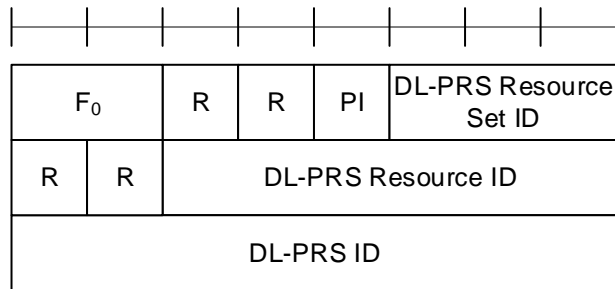 F₀ R R PI DL-PRS Resource
Set ID
R R DL-PRS Resource ID
DL-PRS ID